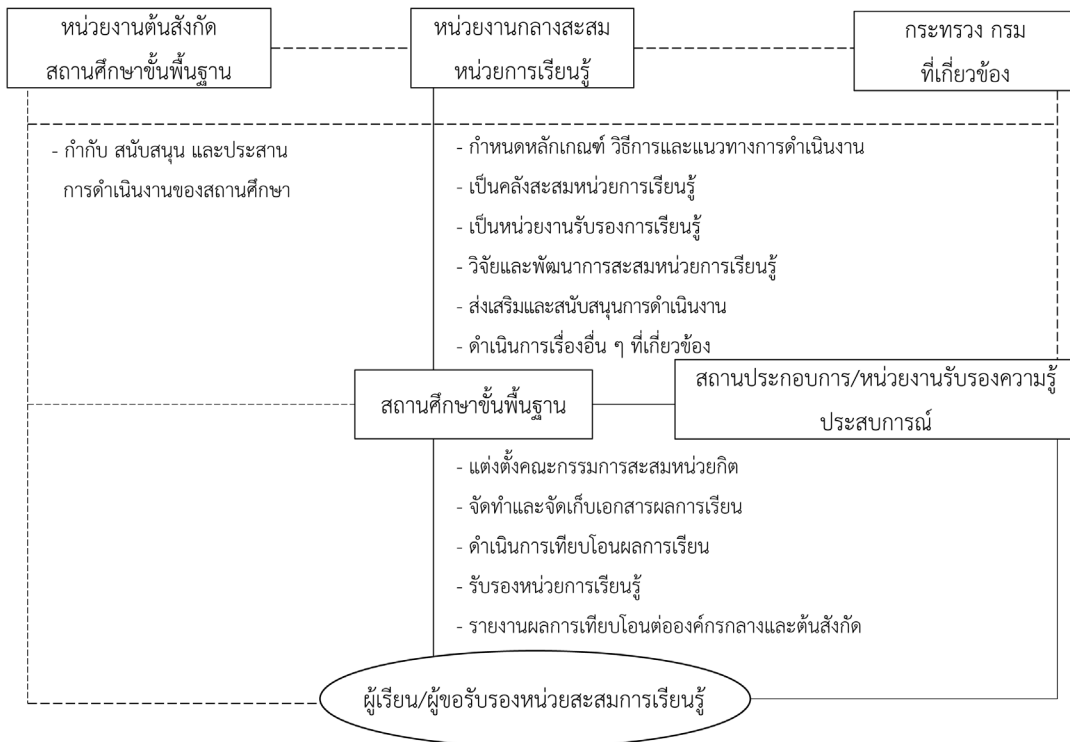 หน่วยงานต้นสังกัด
สถานศึกษาขั้นพื้นฐาน
หน่วยงานกลางสะสม
หน่วยการเรียนรู้
กระทรวง กรม
ที่เกี่ยวข้อง
- กำกับ สนับสนุน และประสาน
การดำเนินงานของสถานศึกษา
- กำหนดหลักเกณฑ์ วิธีการและแนวทางการดำเนินงาน
- เป็นคลังสะสมหน่วยการเรียนรู้
- เป็นหน่วยงานรับรองการเรียนรู้
- วิจัยและพัฒนาการสะสมหน่วยการเรียนรู้
- ส่งเสริมและสนับสนุนการดำเนินงาน
- ดำเนินการเรื่องอื่น ๆ ที่เกี่ยวข้อง
สถานศึกษาขั้นพื้นฐาน
สถานประกอบการ/หน่วยงานรับรองความรู้
ประสบการณ์
- แต่งตั้งคณะกรรมการสะสมหน่วยกิต
- จัดทำและจัดเก็บเอกสารผลการเรียน
- ดำเนินการเทียบโอนผลการเรียน
- รับรองหน่วยการเรียนรู้
- รายงานผลการเทียบโอนต่อองค์กรกลางและต้นสังกัด
ผู้เรียน/ผู้ขอรับรองหน่วยสะสมการเรียนรู้